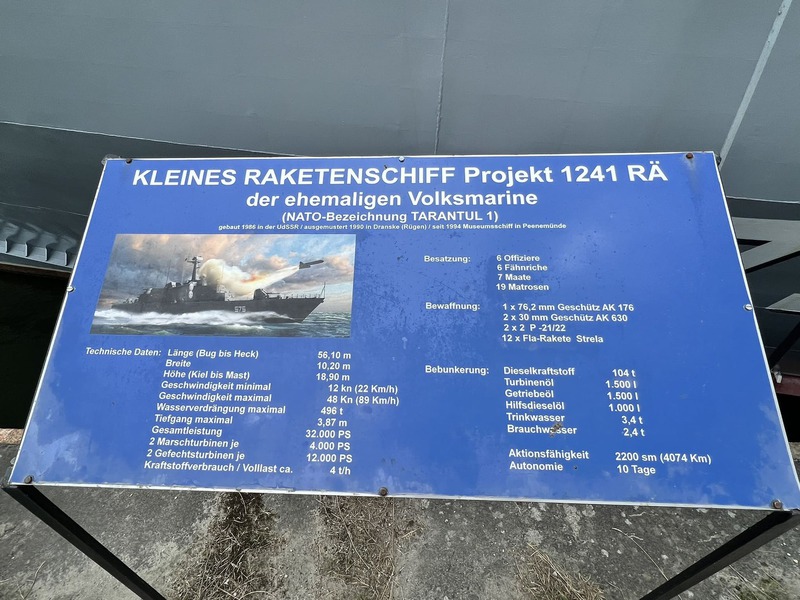 KLEINES RAKETENSCHIFF Projekt 1241 RÄ
der ehemaligen Volksmarine
(NATO-Bezeichnung TARANTUL 1)
gebaut 1986 in der UdSSR / ausgemustert 1990 in Dranske (Rügen) / seit 1994 Museumsschiff in Peenemünde
575
Technische Daten: Länge (Bug bis Heck) 56,10 m
Breite 10,20 m
Höhe (Kiel bis Mast) 18,90 m
Geschwindigkeit minimal 12 kn (22 Km/h)
Geschwindigkeit maximal 48 Kn (89 Km/h)
Wasserverdrängung maximal 496 t
Tiefgang maximal 3,87 m
Gesamtleistung 32.000 PS
2 Marschturbinen je 4.000 PS
2 Gefechtsturbinen je 12.000 PS
Kraftstoffverbrauch / Volllast ca. 4 t/h
Besatzung: 6 Offiziere
6 Fähnriche
7 Maate
19 Matrosen
Bewaffnung: 1 x 76,2 mm Geschütz AK 176
2 x 30 mm Geschütz AK 630
2 x 2 P -21/22
12 x Fla-Rakete Strela
Bebunkerung: Dieselkraftstoff 104 t
Turbinenöl 1.500 l
Getriebeöl 1.500 l
Hilfsdieselöl 1.000 l
Trinkwasser 3,4 t
Brauchwasser 2,4 t
Aktionsfähigkeit 2200 sm (4074 Km)
Autonomie 10 Tage